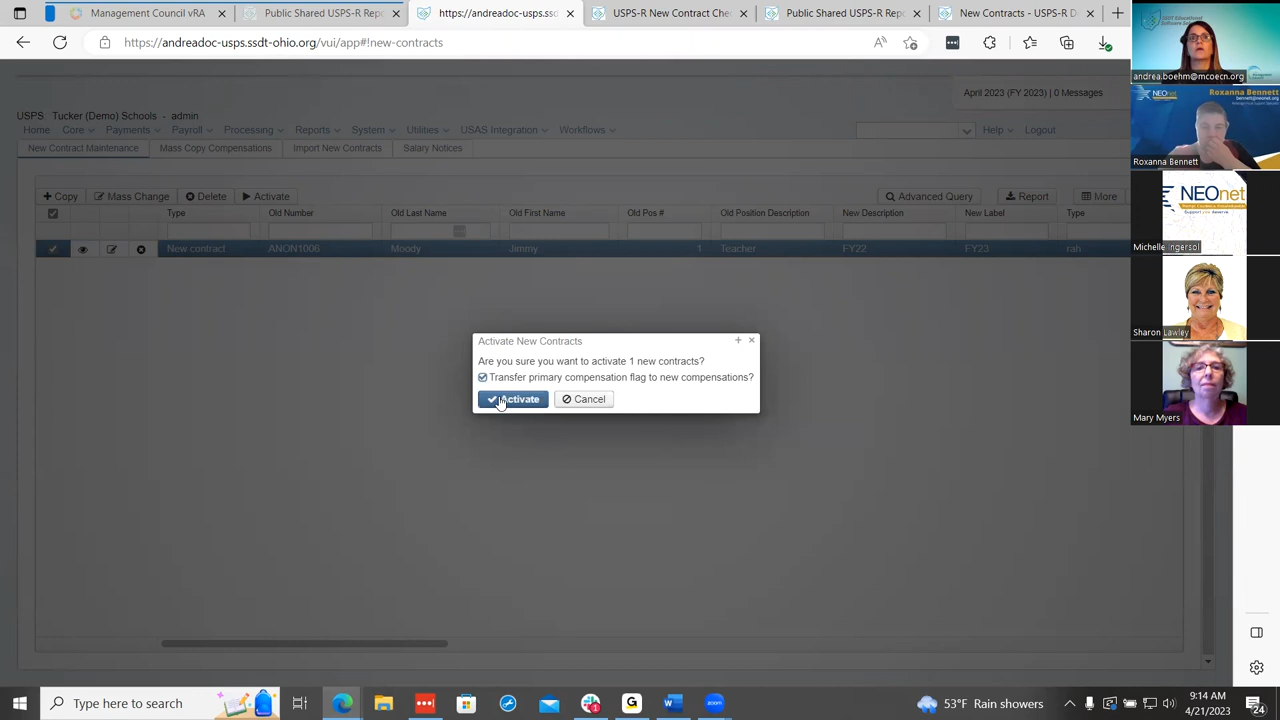 Management Council vRA
Public Shared USPS-R Rep
https://andreadoc-usps.ssd
USPS-R New Contract Che
Public Shared USPS-R - R
New Contracts - USPS-R D
https://andreadoc-usps.ssdt-ohio.org/vui/app#!new-contracts
April 2023 (FY 2023) | 0 Messages
USPS Tucker (Demo) Schools - admin
Home Core Payments Payroll Processing Reports System Utilities USAS Integration Workflows Help Logout
New Contract Maintenance Mass Copy Compensations Import New Contracts Salary Notices
Copy Mass Change Delete Activate Report More
Type Old Number Old Last Name Old First Name Old Pos # Old Position Description New Description New Label Type
New contract ANON1006 Moody Jimmy 1 Teacher FY22 FY23 rah
Activate New Contracts
Are you sure you want to activate 1 new contracts?
Transfer primary compensation flag to new compensations?
Activate Cancel
andrea.boehm@mcoecn.org
NEOnet
Roxanna Bennett
bennett@neonet.org
Roxanna Bennett
NEOnet
Michelle Ingersol
Sharon Lawley
Mary Myers
Type here to search
53°F Rain showers
9:14 AM
4/21/2023
24